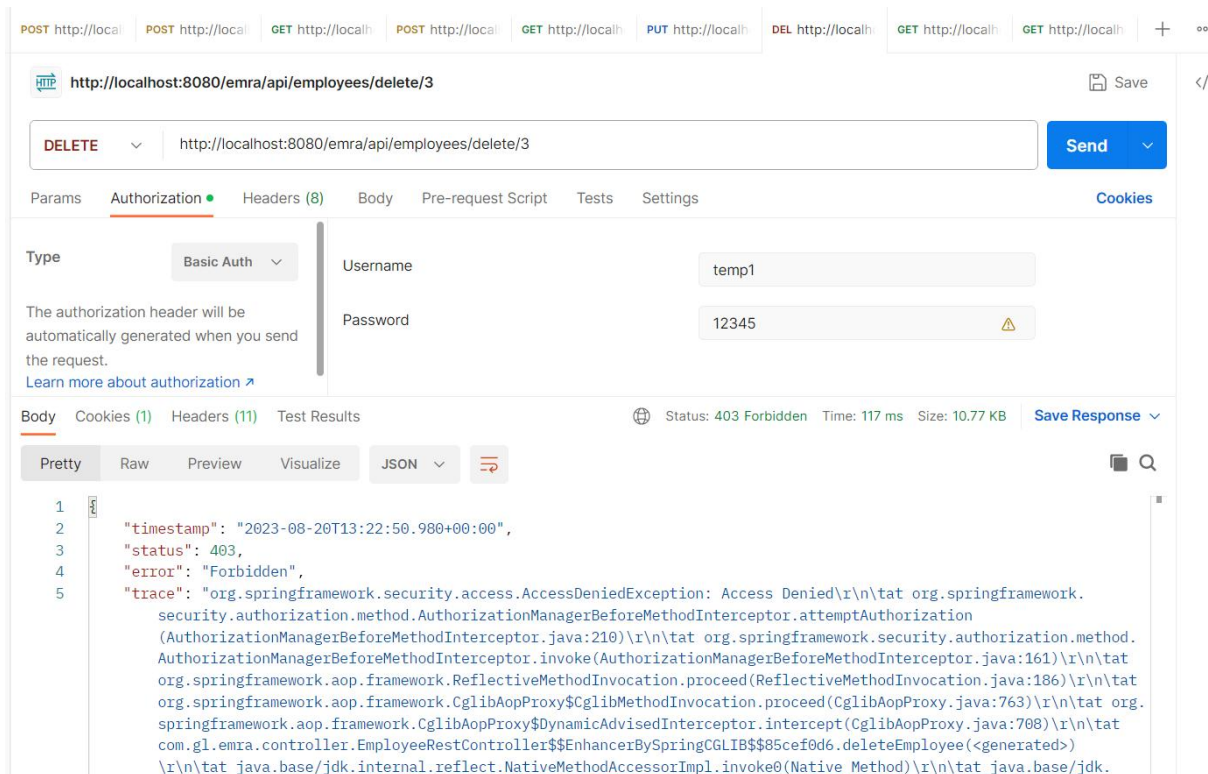 POST http://local POST http://local GET http://localh POST http://local GET http://localh PUT http://localh DEL http://localh GET http://localh GET http://localh + ooo
HTTP http://localhost:8080/emra/api/employees/delete/3 Save </
DELETE http://localhost:8080/emra/api/employees/delete/3 Send
Params Authorization Headers (8) Body Pre-request Script Tests Settings Cookies
Type Basic Auth Username temp1
The authorization header will be
automatically generated when you send
the request.
Learn more about authorization ↗
Password 12345
Body Cookies (1) Headers (11) Test Results Status: 403 Forbidden Time: 117 ms Size: 10.77 KB Save Response
Pretty Raw Preview Visualize JSON
1 {
2 "timestamp": "2023-08-20T13:22:50.980+00:00",
3 "status": 403,
4 "error": "Forbidden",
5 "trace": "org.springframework.security.access.AccessDeniedException: Access Denied\r\n\tat org.springframework.
security.authorization.method.AuthorizationManagerBeforeMethodInterceptor.attemptAuthorization
(AuthorizationManagerBeforeMethodInterceptor.java:210)\r\n\tat org.springframework.security.authorization.method.
AuthorizationManagerBeforeMethodInterceptor.invoke(AuthorizationManagerBeforeMethodInterceptor.java:161)\r\n\tat
org.springframework.aop.framework.ReflectiveMethodInvocation.proceed(ReflectiveMethodInvocation.java:186)\r\n\tat
org.springframework.aop.framework.CglibAopProxy$CglibMethodInvocation.proceed(CglibAopProxy.java:763)\r\n\tat org.
springframework.aop.framework.CglibAopProxy$DynamicAdvisedInterceptor.intercept(CglibAopProxy.java:708)\r\n\tat
com.gl.emra.controller.EmployeeRestController$$EnhancerBySpringCGLIB$$85cef0d6.deleteEmployee(<generated>)
\r\n\tat java.base/jdk.internal.reflect.NativeMethodAccessorImpl.invoke0(Native Method)\r\n\tat java.base/jdk.